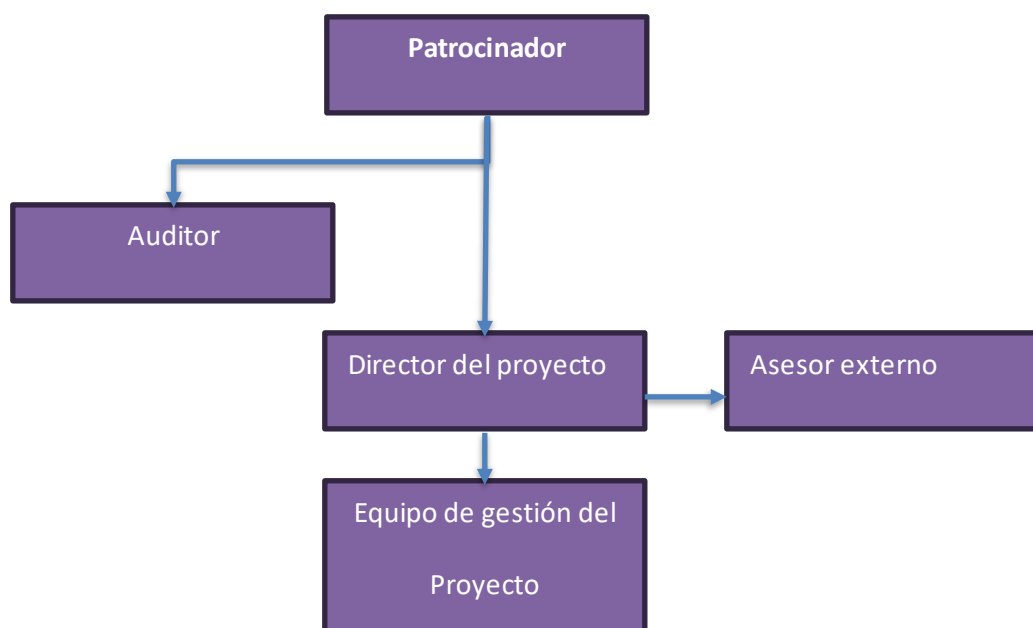 Patrocinador
Auditor
Director del proyecto
Asesor externo
Equipo de gestión del
Proyecto